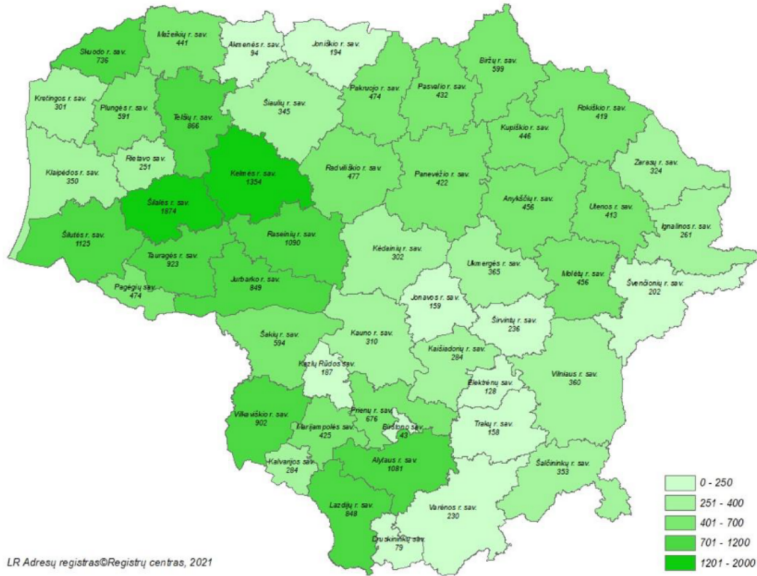 Skuodo r. sav.
736
Mažeikių r. sav.
441
Akmenės r. sav.
94
Joniškio r. sav.
194
Kretingos r. sav.
301
Plungės r. sav.
591
Telšių r. sav.
866
Šiaulių r. sav.
345
Pakruojo r. sav.
474
Pasvalio r. sav.
432
Biržų r. sav.
599
Rokiškio r. sav.
419
Kupiškio r. sav.
446
Klaipėdos r. sav.
350
Rietavo sav.
251
Kelmės r. sav.
1354
Radviliškio r. sav.
477
Panevėžio r. sav.
422
Anykščių r. sav.
456
Utenos r. sav.
413
Zarasų r. sav.
324
Ignalinos r. sav.
261
Šilalės r. sav.
1874
Šilutės r. sav.
1125
Tauragės r. sav.
923
Raseinių r. sav.
1090
Kėdainių r. sav.
302
Ukmergės r. sav.
365
Molėtų r. sav.
456
Švenčionių r. sav.
202
Pagėgių sav.
474
Jurbarko r. sav.
849
Jonavos r. sav.
159
Širvintų r. sav.
236
Šakių r. sav.
594
Kauno r. sav.
310
Kaišiadorių r. sav.
284
Vilniaus r. sav.
360
Kazlų Rūdos sav.
187
Elektrėnų sav.
128
Vilkaviškio r. sav.
902
Marijampolės sav.
425
Prienų r. sav.
676
Birštono sav.
43
Trakų r. sav.
158
Kalvarijos sav.
284
Alytaus r. sav.
1081
Šalčininkų r. sav.
353
Lazdijų r. sav.
848
Varėnos r. sav.
230
Druskininkų sav.
79
0 - 250
251 - 400
401 - 700
701 - 1200
1201 - 2000
LR Adresų registras©Registrų centras, 2021